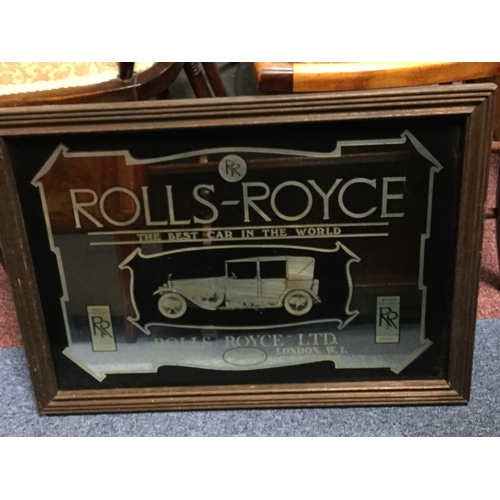 RR
ROLLS-ROYCE
THE BEST CAR IN THE WORLD
RR
RR
ROLLS-ROYCE LTD.
LONDON. W.1.